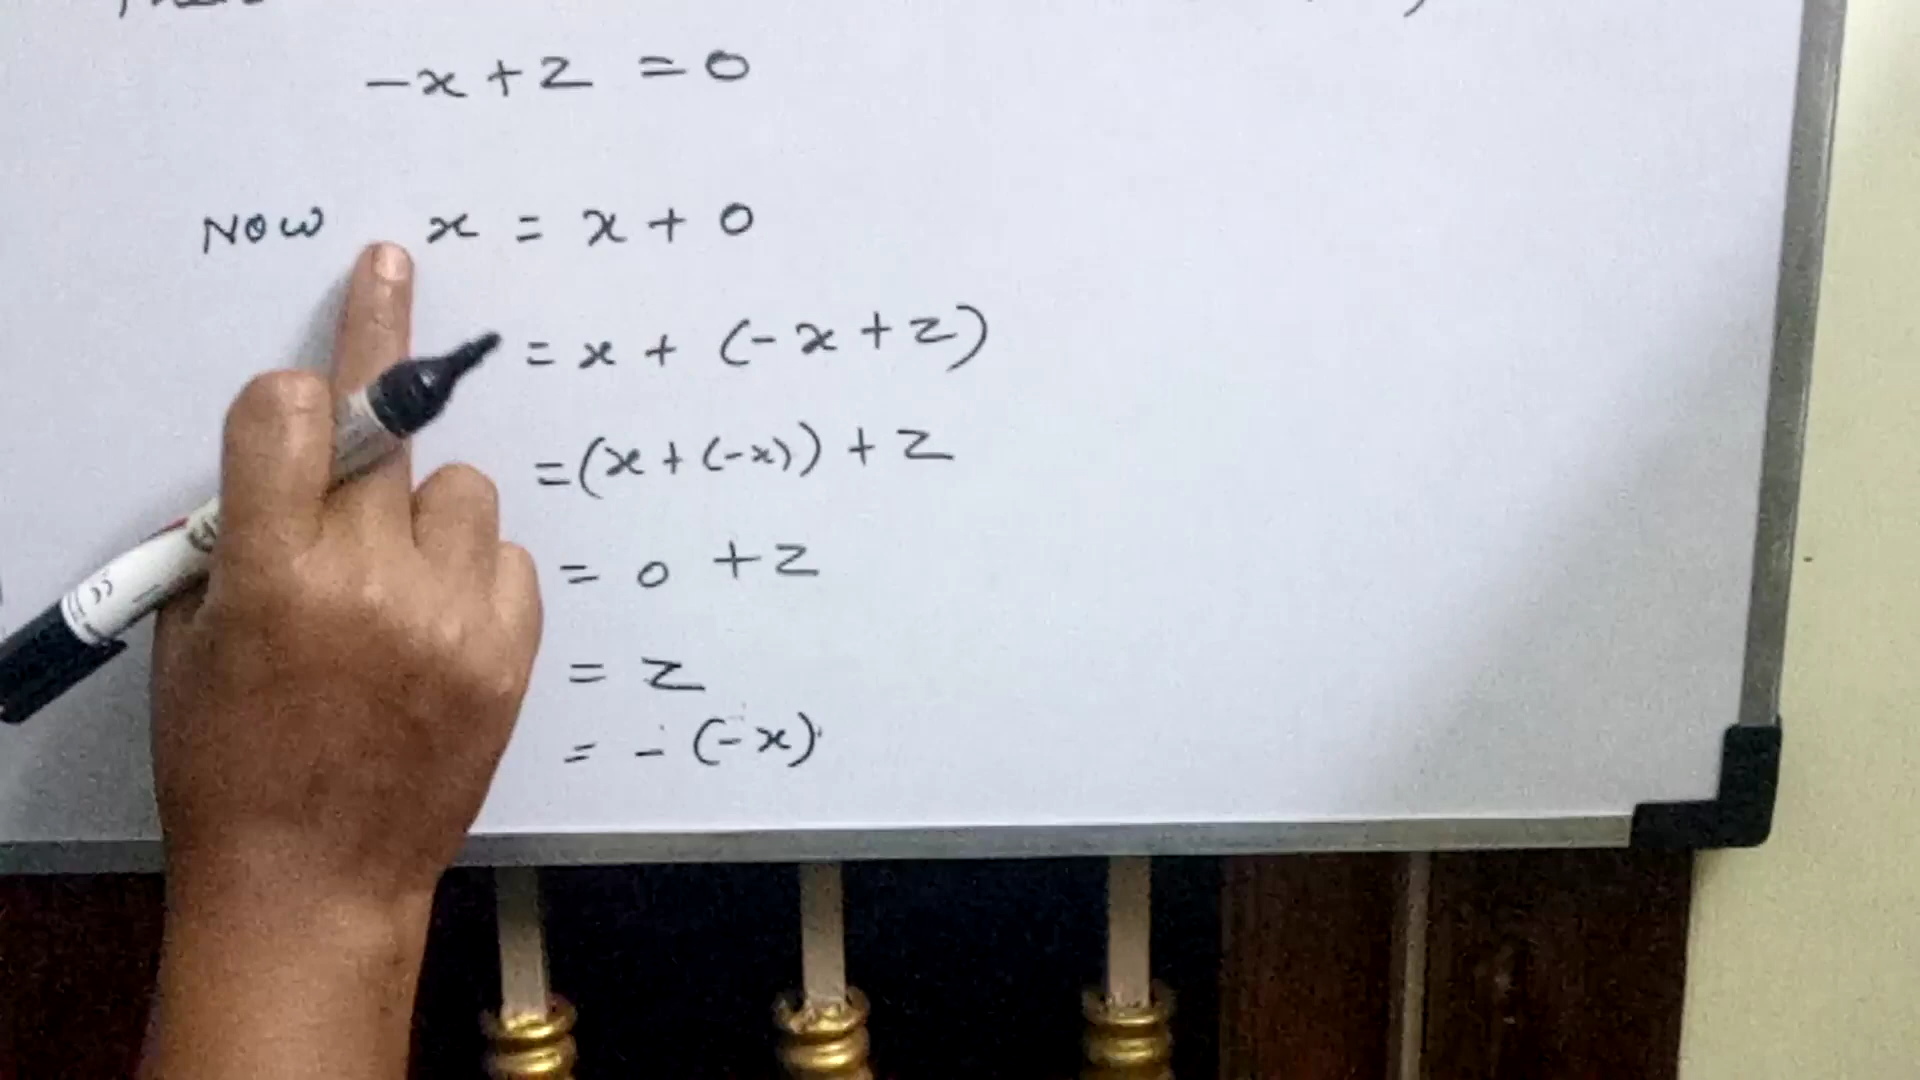 -x + z = 0
NOW x = x + 0
= x + (-x + z)
= (x + (-x)) + z
= 0 + z
= z
= - (-x)